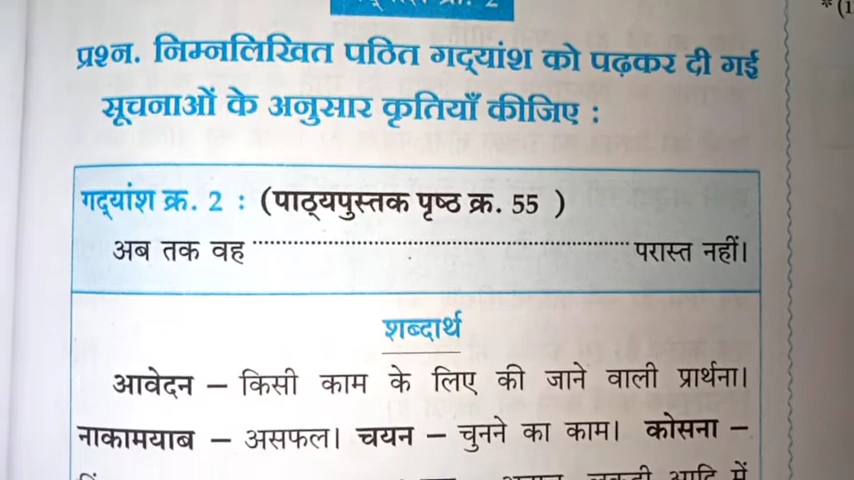 प्रश्न. निम्नलिखित पठित गद्यांश को पढ़कर दी गई
सूचनाओं के अनुसार कृतियाँ कीजिए :
गद्यांश क्र. 2 : (पाठ्यपुस्तक पृष्ठ क्र. 55 )
अब तक वह ........................................ परास्त नहीं।
शब्दार्थ
आवेदन – किसी काम के लिए की जाने वाली प्रार्थना।
नाकामयाब – असफल। चयन – चुनने का काम। कोसना –